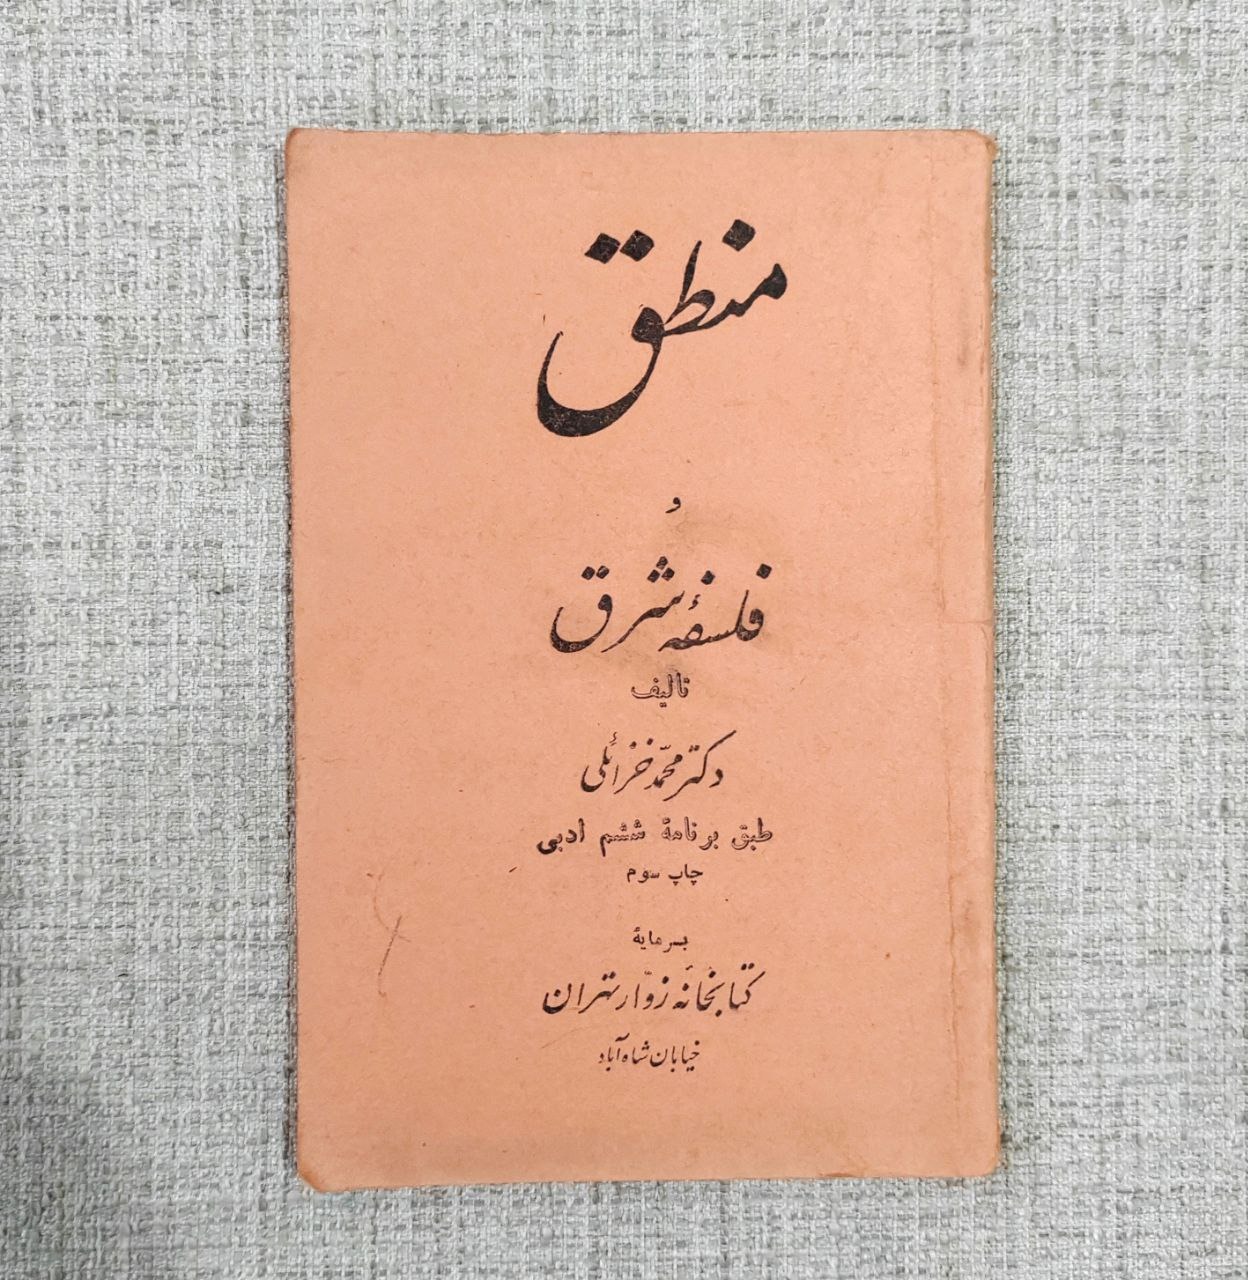 منطق
و
فلسفهٔ شرق
تالیف
دکتر محمّد خزائلی
طبق برنامهٔ ششم ادبی
چاپ سوم
بسرمایهٔ
کتابخانهٔ زوّار تهران
خیابان شاه‌آباد